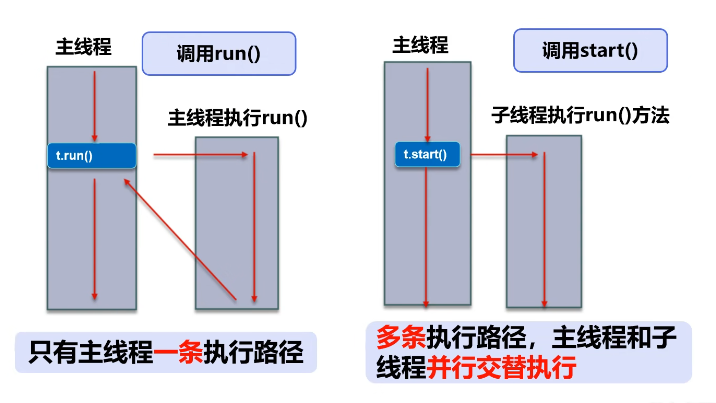 主线程
调用run()
主线程执行run()
t.run()
只有主线程一条执行路径
主线程
调用start()
子线程执行run()方法
t.start()
多条执行路径，主线程和子
线程并行交替执行